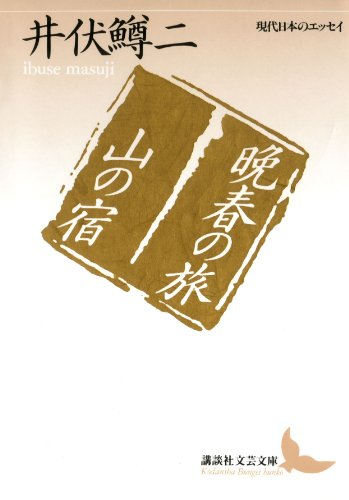 井伏鱒二
ibuse masuji
現代日本のエッセイ
晩春の旅
山の宿
講談社文芸文庫
Kodansha Bungei bunko